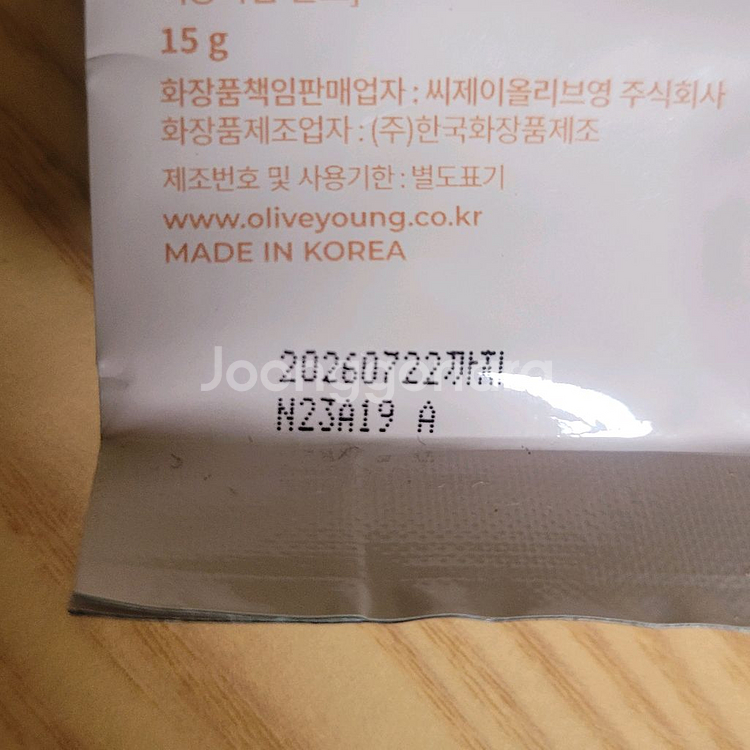 15 g
화장품책임판매업자 : 씨제이올리브영 주식회사
화장품제조업자 : (주)한국화장품제조
제조번호 및 사용기한 : 별도표기
www.oliveyoung.co.kr
MADE IN KOREA
20260722까지
Joonggonara
N23A19 A